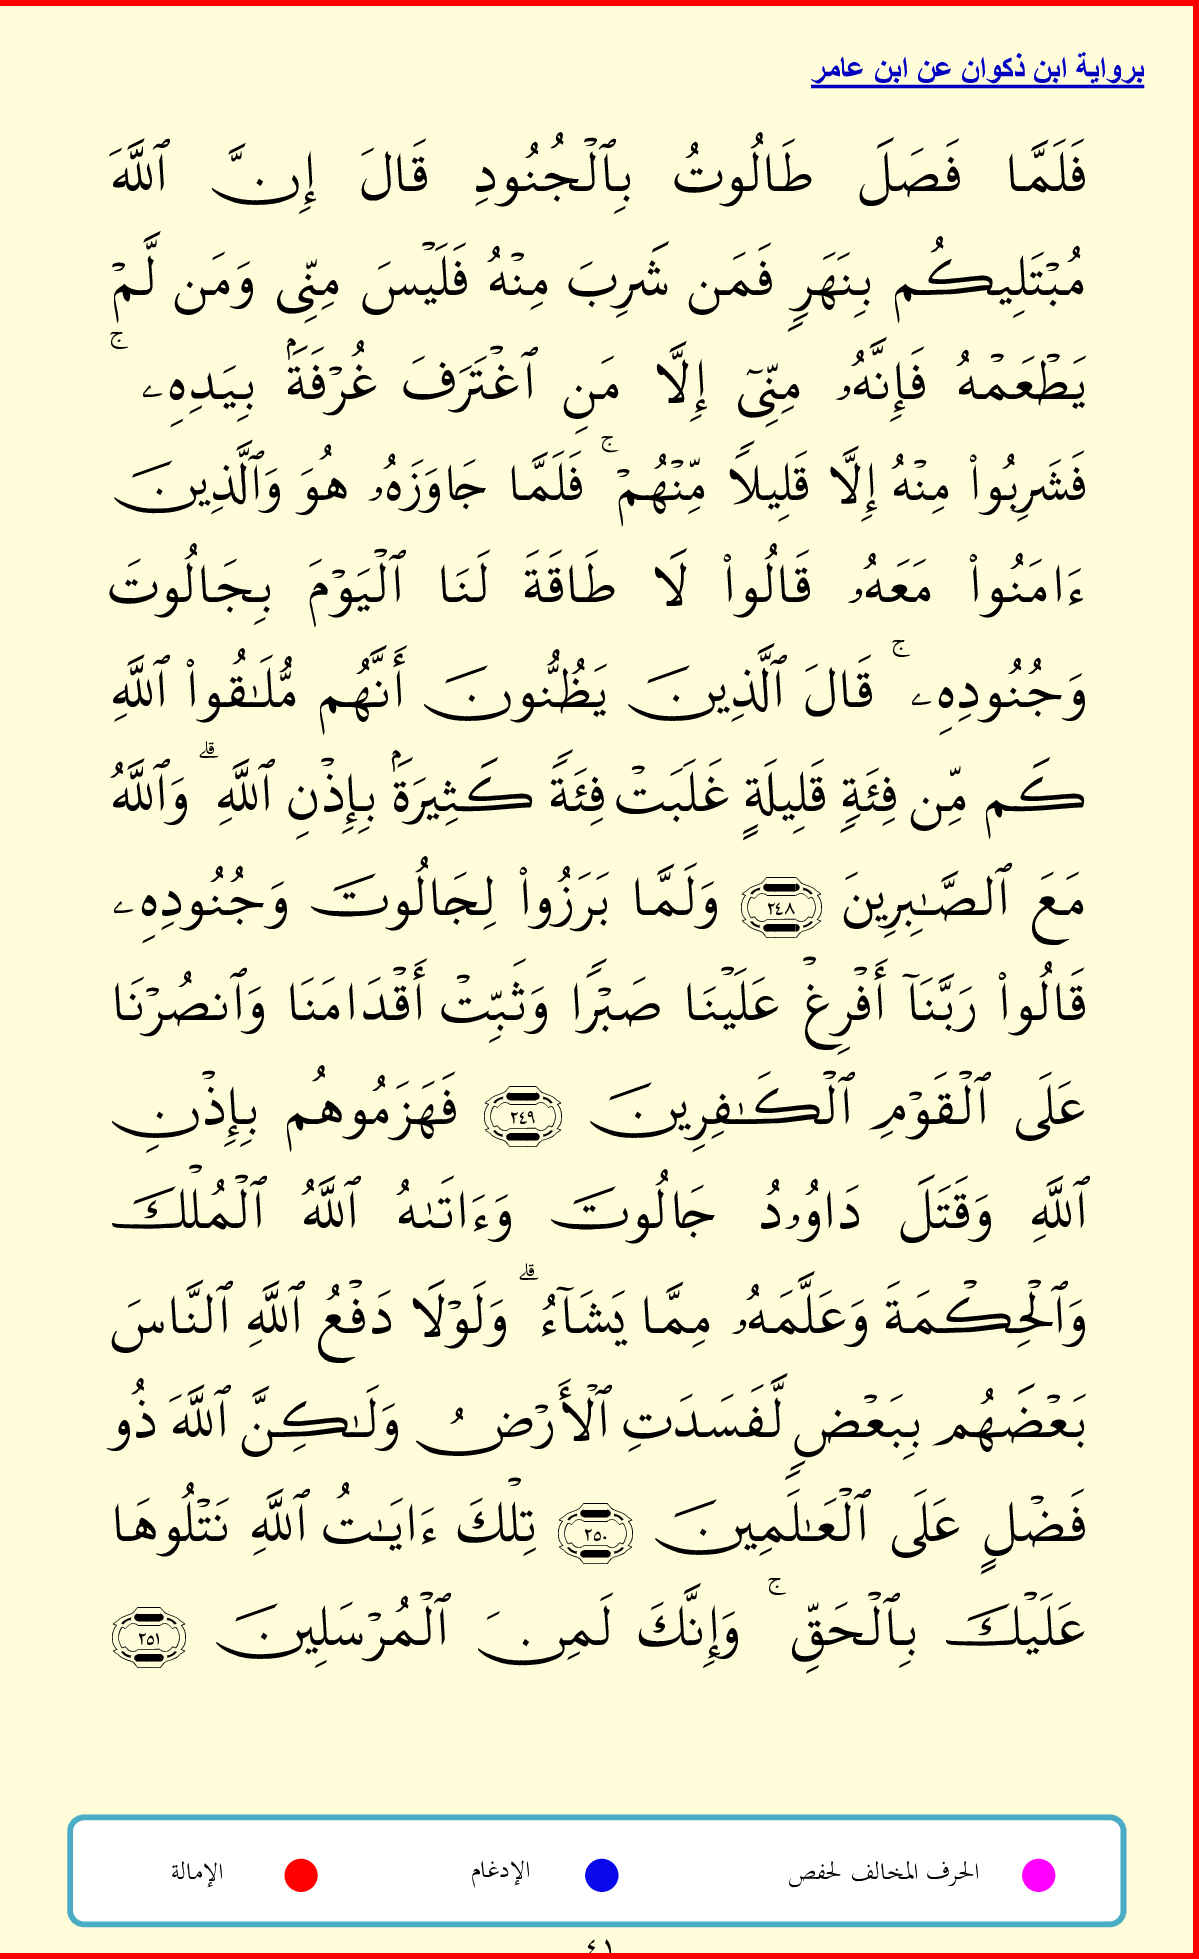 برواية ابن ذكوان عن ابن عامر
فَلَمَّا فَصَلَ طَالُوتُ بِٱلْجُنُودِ قَالَ إِنَّ ٱللَّهَ
مُبْتَلِيكُم بِنَهَرٍ فَمَن شَرِبَ مِنْهُ فَلَيْسَ مِنِّى وَمَن لَّمْ
يَطْعَمْهُ فَإِنَّهُۥ مِنِّىٓ إِلَّا مَنِ ٱغْتَرَفَ غُرْفَةَۢ بِيَدِهِۦ ۚ
فَشَرِبُوا۟ مِنْهُ إِلَّا قَلِيلًا مِّنْهُمْ ۚ فَلَمَّا جَاوَزَهُۥ هُوَ وَٱلَّذِينَ
ءَامَنُوا۟ مَعَهُۥ قَالُوا۟ لَا طَاقَةَ لَنَا ٱلْيَوْمَ بِجَالُوتَ
وَجُنُودِهِۦ ۚ قَالَ ٱلَّذِينَ يَظُنُّونَ أَنَّهُم مُّلَـٰقُوا۟ ٱللَّهِ
كَم مِّن فِئَةٍ قَلِيلَةٍ غَلَبَتْ فِئَةً كَثِيرَةَۢ بِإِذْنِ ٱللَّهِ ۗ وَٱللَّهُ
مَعَ ٱلصَّـٰبِرِينَ ٢٤٨ وَلَمَّا بَرَزُوا۟ لِجَالُوتَ وَجُنُودِهِۦ
قَالُوا۟ رَبَّنَآ أَفْرِغْ عَلَيْنَا صَبْرًا وَثَبِّتْ أَقْدَامَنَا وَٱنصُرْنَا
عَلَى ٱلْقَوْمِ ٱلْكَـٰفِرِينَ ٢٤٩ فَهَزَمُوهُم بِإِذْنِ
ٱللَّهِ وَقَتَلَ دَاوُۥدُ جَالُوتَ وَءَاتَىٰهُ ٱللَّهُ ٱلْمُلْكَ
وَٱلْحِكْمَةَ وَعَلَّمَهُۥ مِمَّا يَشَآءُ ۗ وَلَوْلَا دَفْعُ ٱللَّهِ ٱلنَّاسَ
بَعْضَهُم بِبَعْضٍ لَّفَسَدَتِ ٱلْأَرْضُ وَلَـٰكِنَّ ٱللَّهَ ذُو
فَضْلٍ عَلَى ٱلْعَـٰلَمِينَ ٢٥٠ تِلْكَ ءَايَـٰتُ ٱللَّهِ نَتْلُوهَا
عَلَيْكَ بِٱلْحَقِّ ۚ وَإِنَّكَ لَمِنَ ٱلْمُرْسَلِينَ ٢٥١
الحرف المخالف لحفص الإدغام الإمالة
٤١